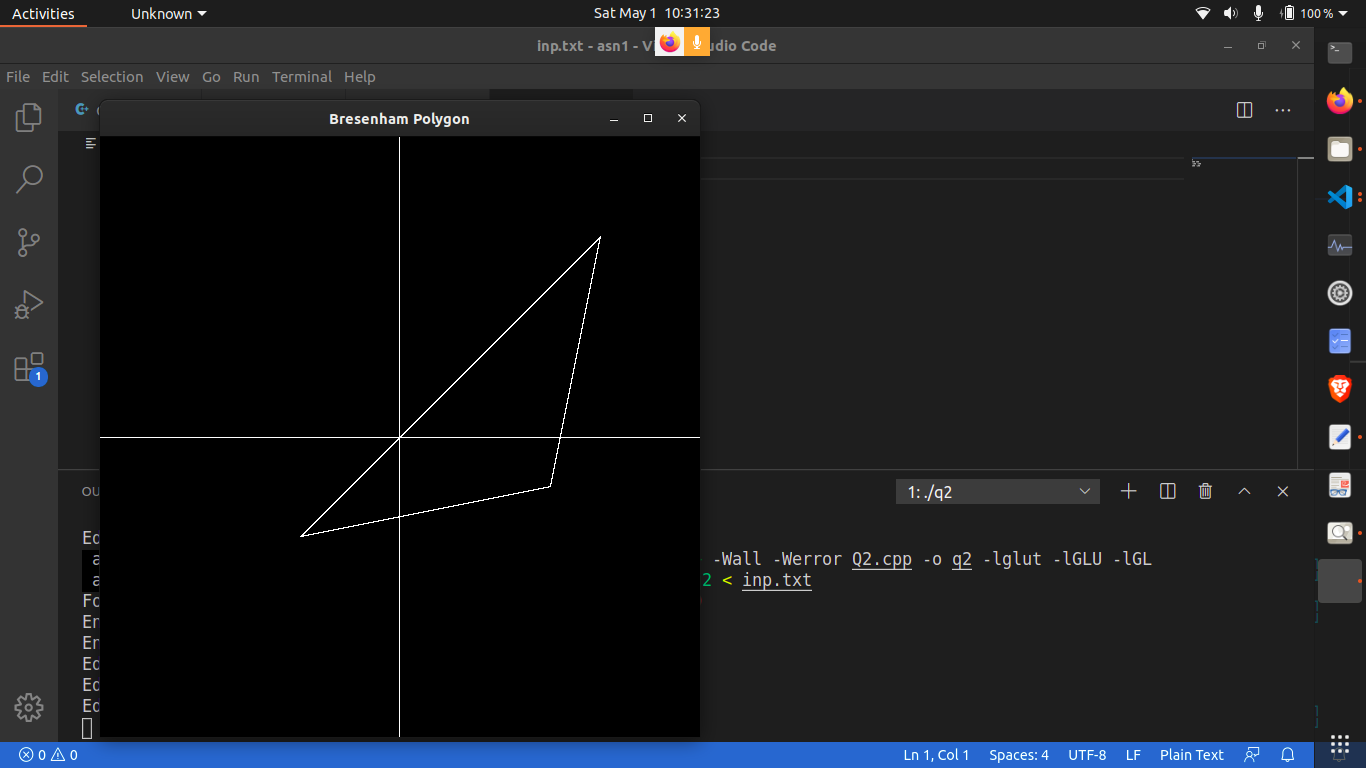 Activities Unknown Sat May 1 10:31:23 100 %
inp.txt - asn1 - Vi udio Code
File Edit Selection View Go Run Terminal Help
Bresenham Polygon
1
OU 1: ./q2
Ed
a -Wall -Werror Q2.cpp -o q2 -lglut -lGLU -lGL
a 2 < inp.txt
Fo
En
En
Ed
Ed
Ed
0 0 Ln 1, Col 1 Spaces: 4 UTF-8 LF Plain Text